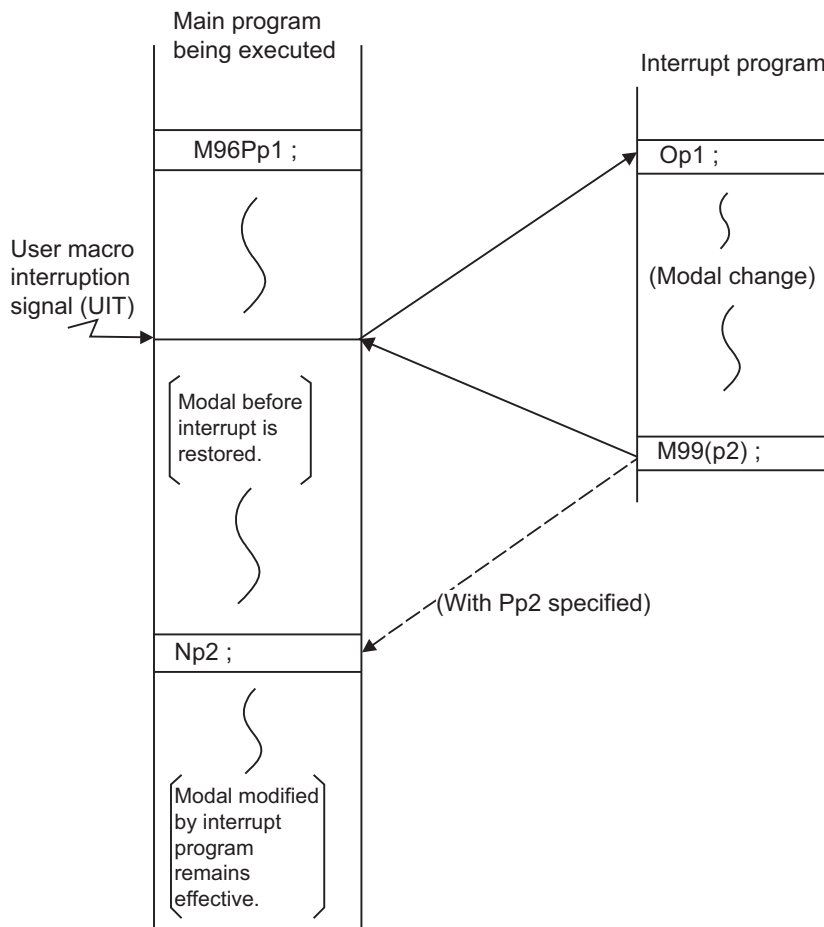 Main program
being executed
Interrupt program
M96Pp1 ;
Op1 ;
User macro
interruption
signal (UIT)
(Modal change)
Modal before
interrupt is
restored.
M99(p2) ;
(With Pp2 specified)
Np2 ;
Modal modified
by interrupt
program
remains
effective.